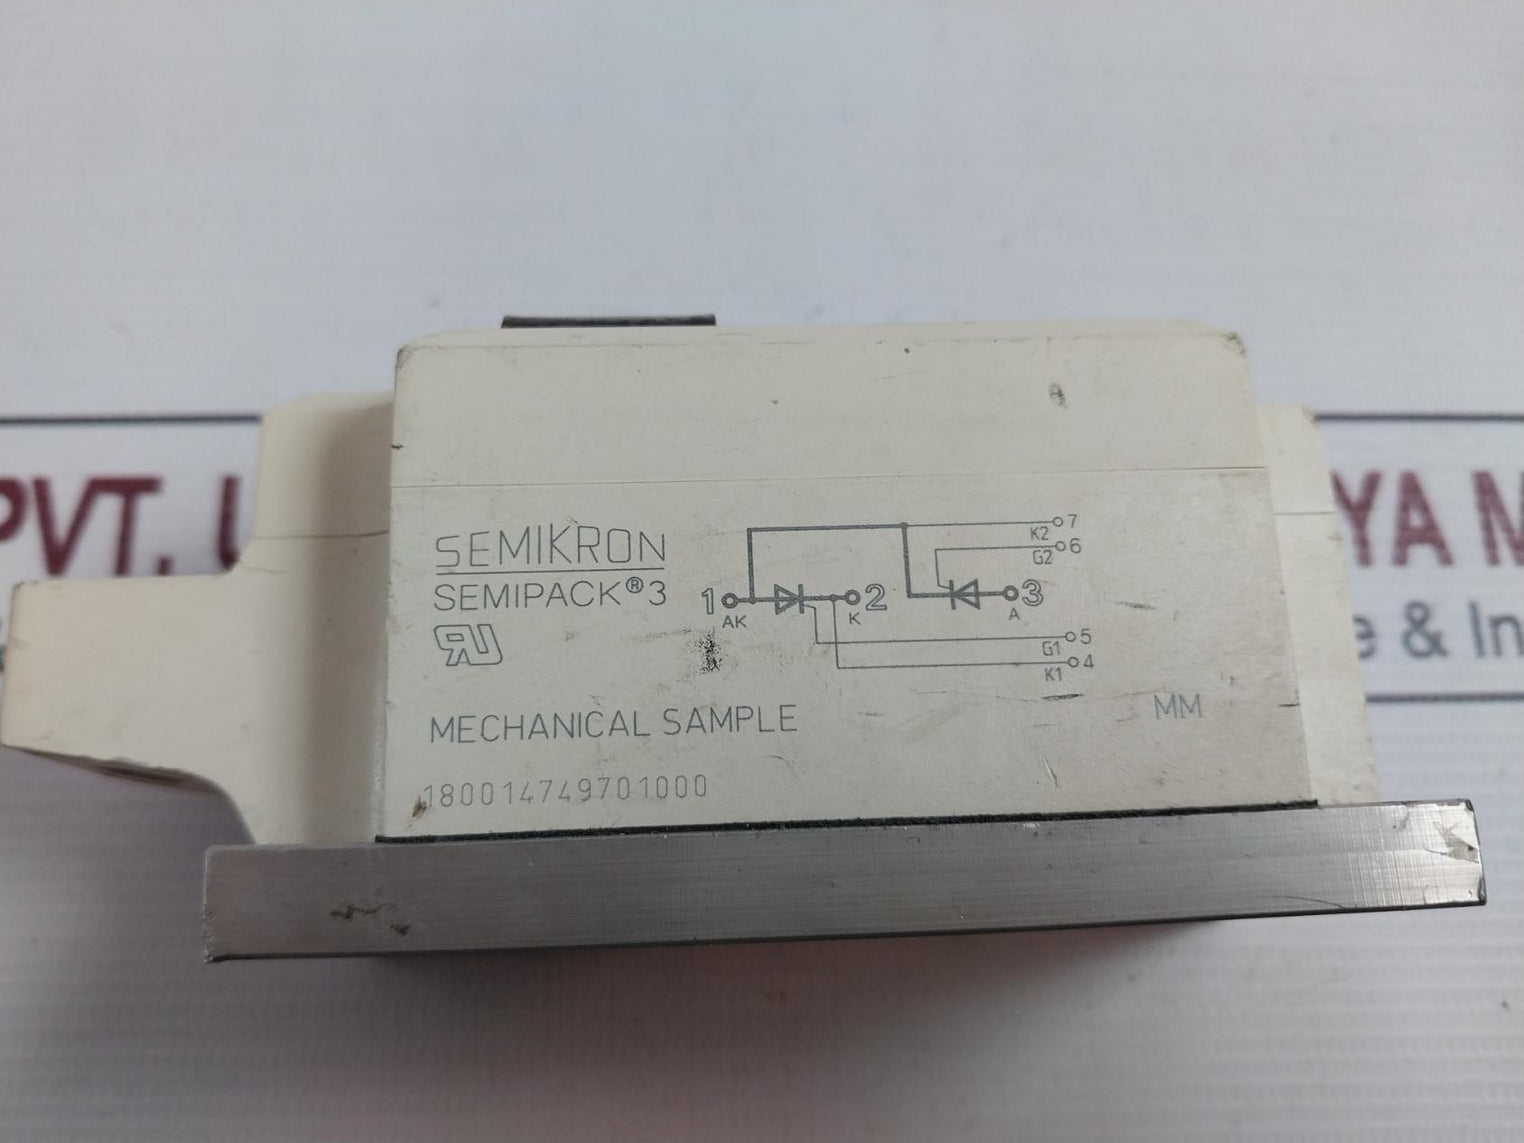 SEMIKRON
SEMIPACK®3
RU
MECHANICAL SAMPLE
180014749701000
1
AK
2
K
3
A
K2
7
G2
6
G1
5
K1
4
MM
PVT.
YA
& In